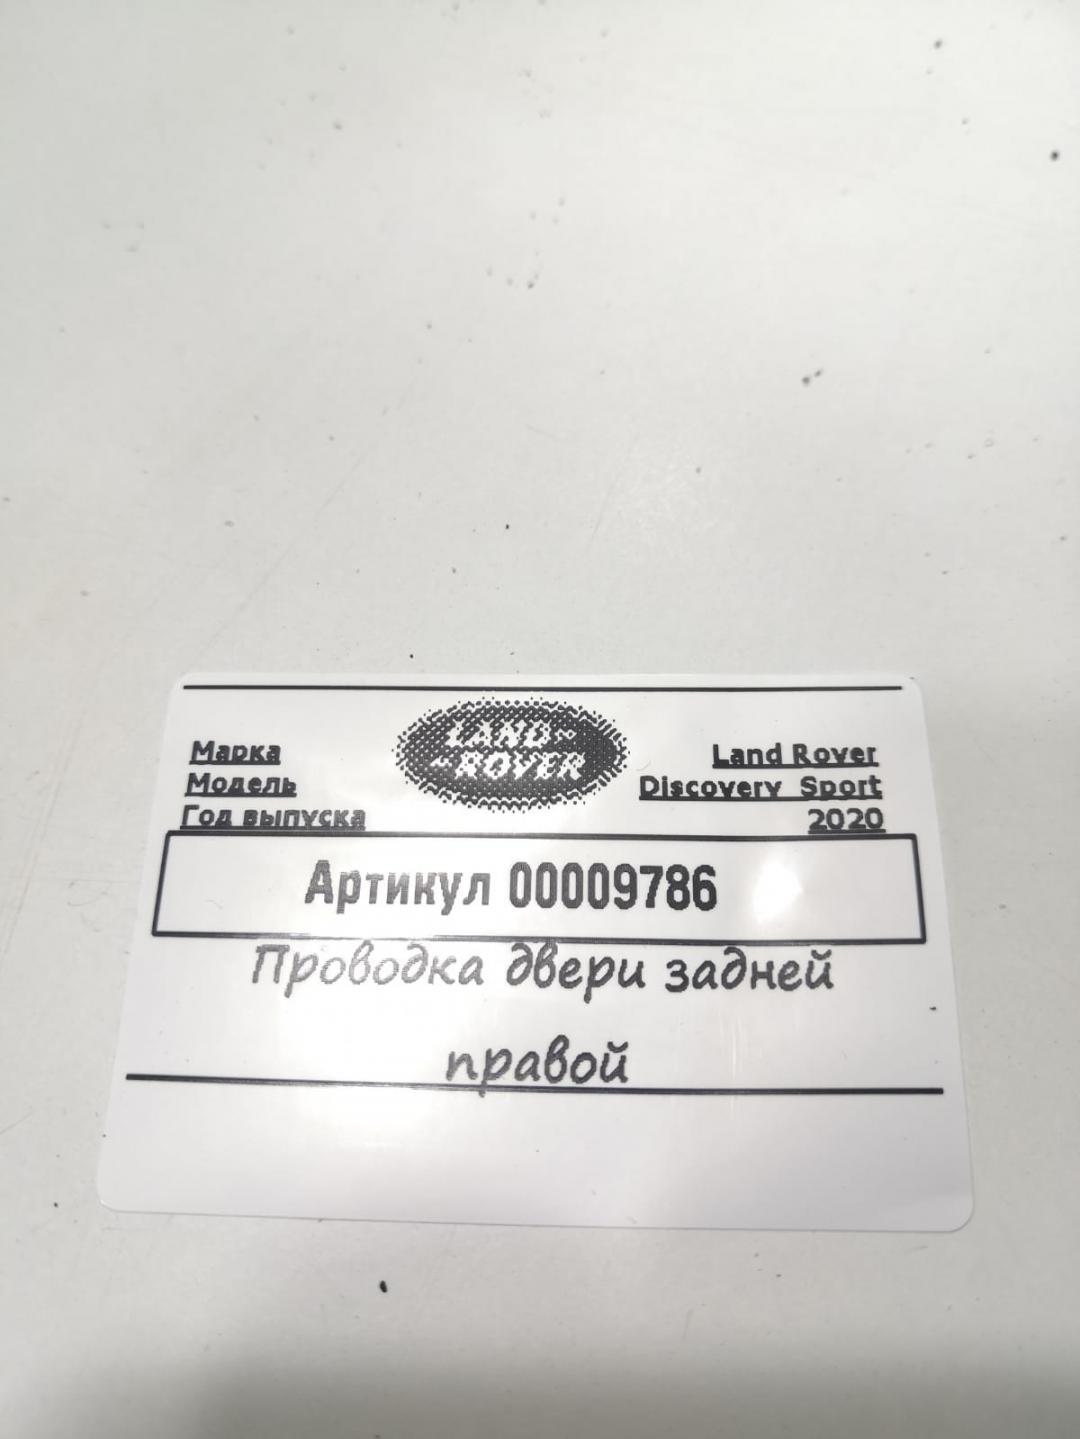 LAND
ROVER
Марка Land Rover
Модель Discovery Sport
Год выпуска 2020
Артикул 00009786
Проводка двери задней
правой